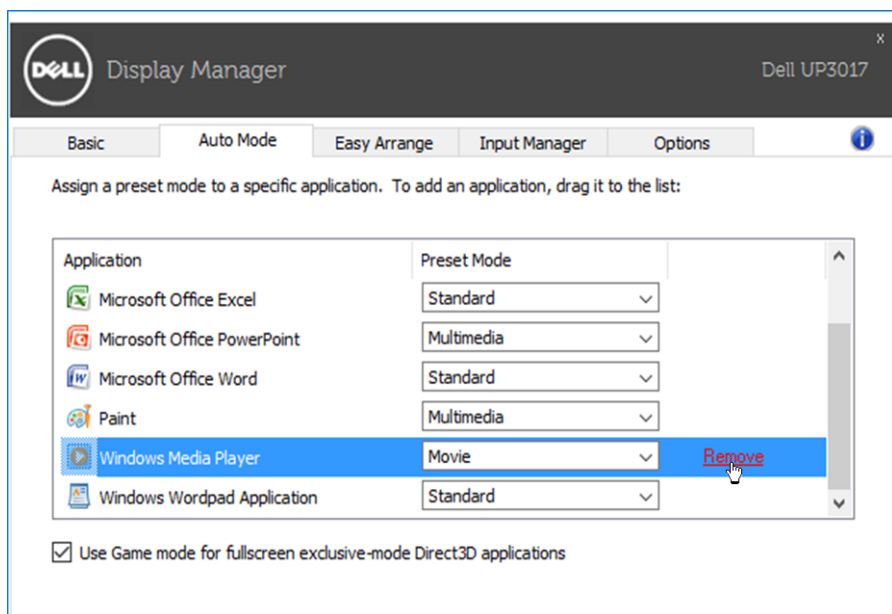 DELL Display Manager
x
Dell UP3017
Basic Auto Mode Easy Arrange Input Manager Options
i
Assign a preset mode to a specific application. To add an application, drag it to the list:
Application Preset Mode
Microsoft Office Excel Standard
Microsoft Office PowerPoint Multimedia
Microsoft Office Word Standard
Paint Multimedia
Windows Media Player Movie Remove
Windows Wordpad Application Standard
Use Game mode for fullscreen exclusive-mode Direct3D applications